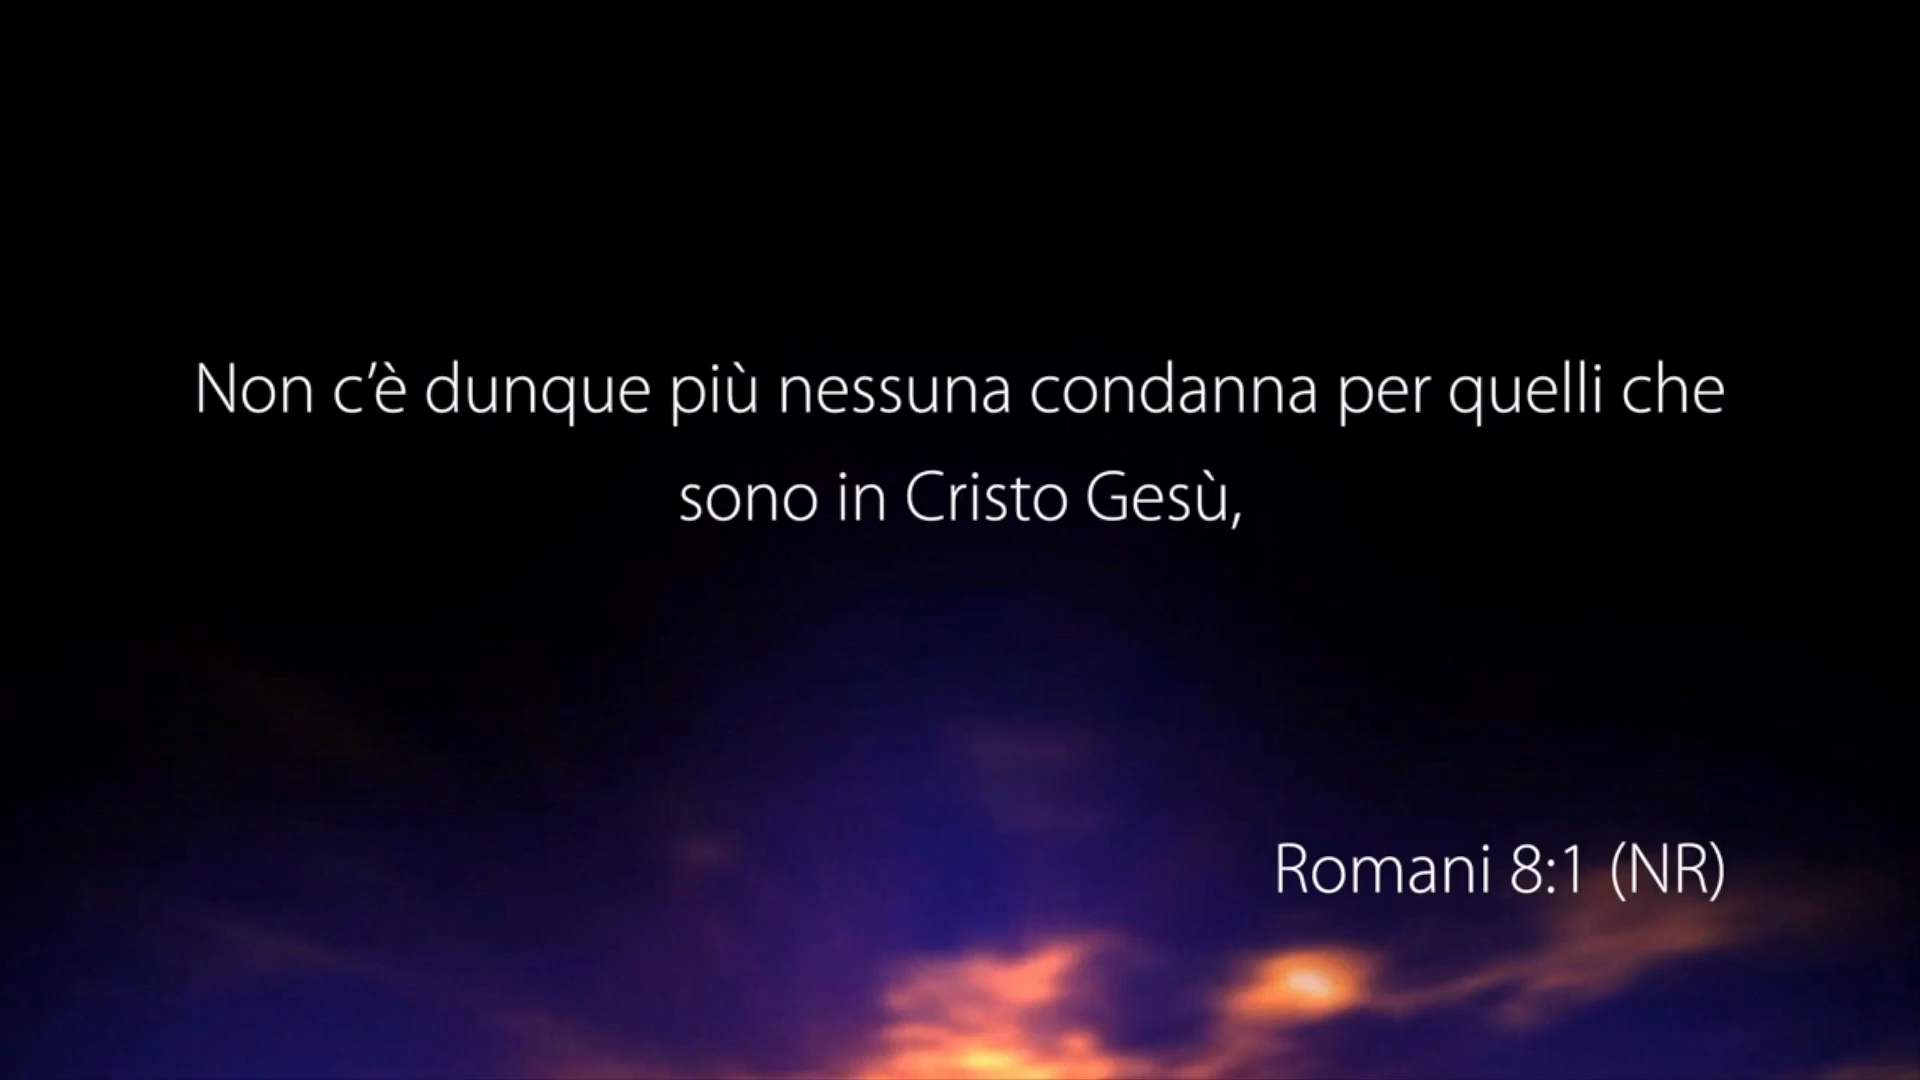 Non c’è dunque più nessuna condanna per quelli che
sono in Cristo Gesù,
Romani 8:1 (NR)